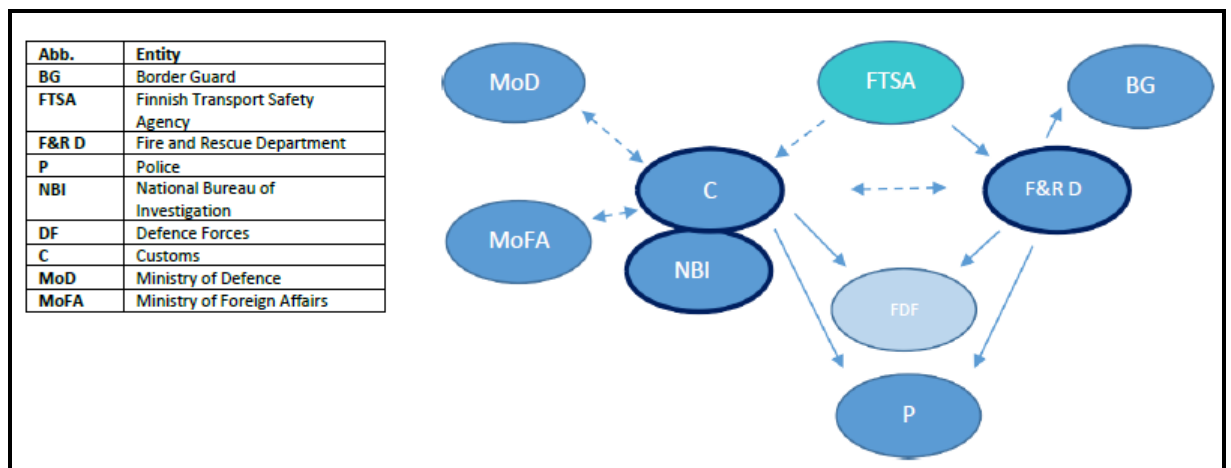 Abb. Entity
BG Border Guard
FTSA Finnish Transport Safety
Agency
F&R D Fire and Rescue Department
P Police
NBI National Bureau of
Investigation
DF Defence Forces
C Customs
MoD Ministry of Defence
MoFA Ministry of Foreign Affairs
MoD
FTSA
BG
C
F&R D
MoFA
NBI
FDF
P